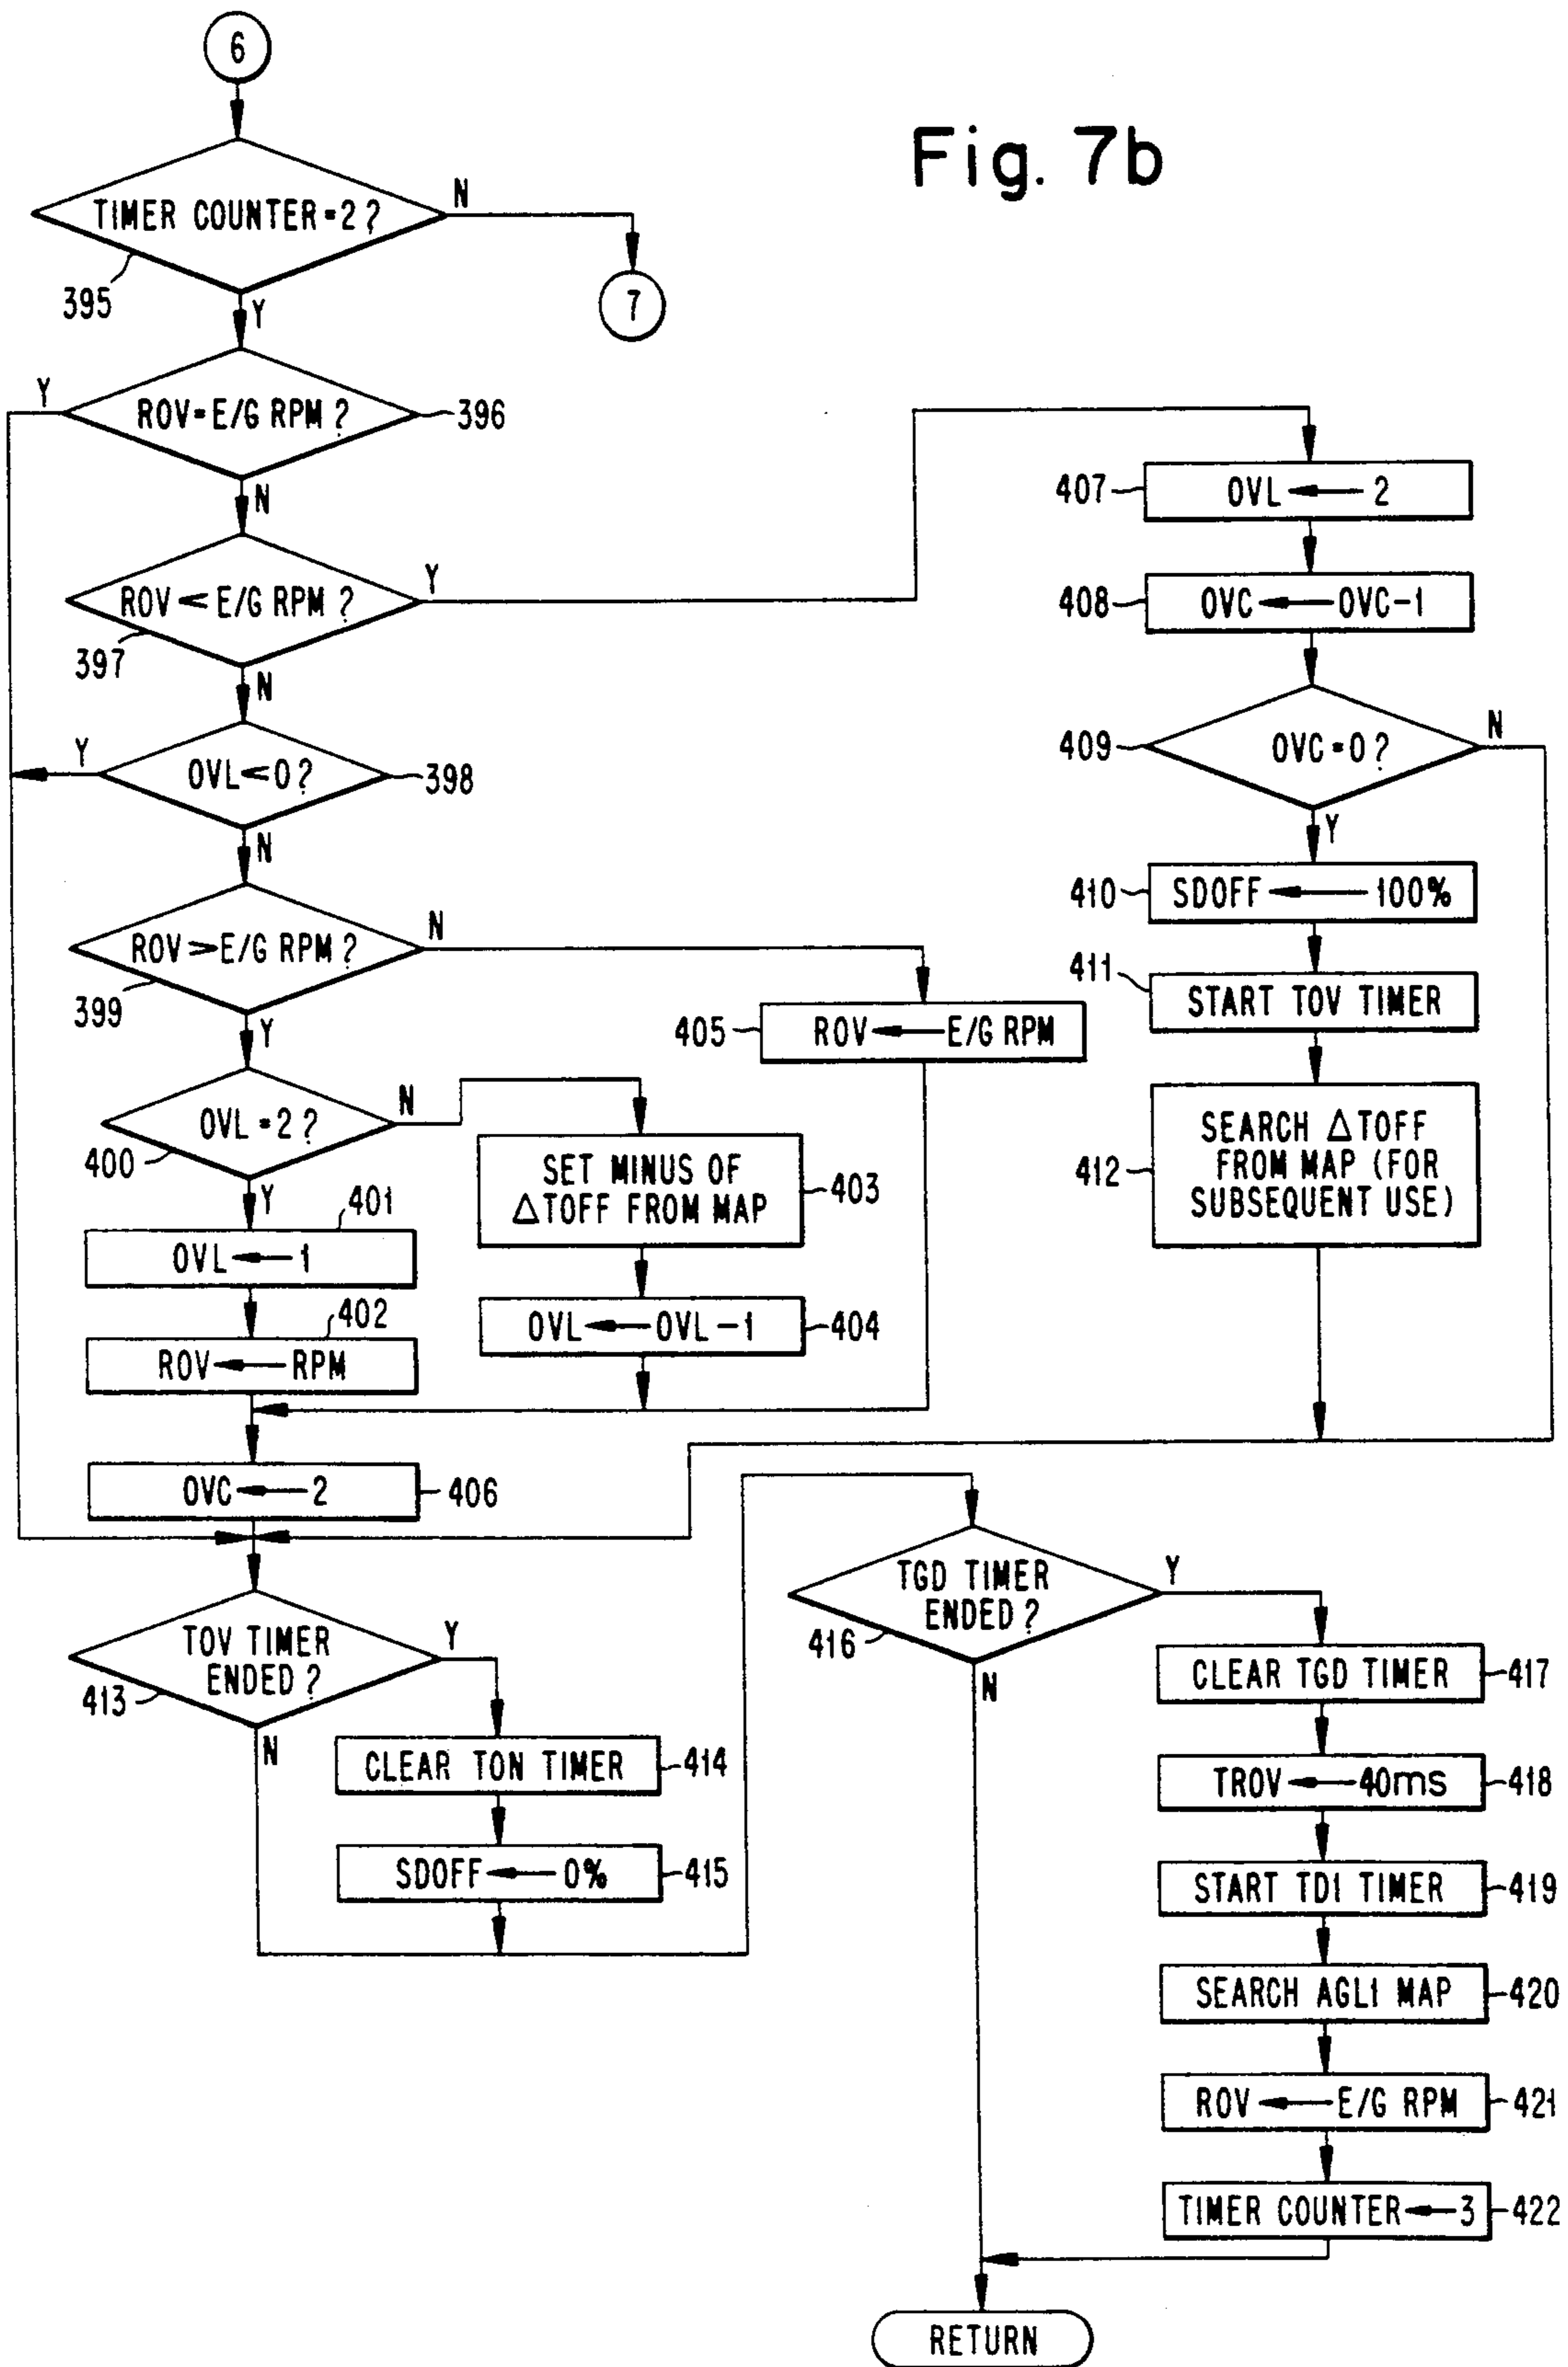 6
Fig. 7b
TIMER COUNTER=2?
N
395
7
Y
Y
ROV=E/G RPM?
396
N
ROV<E/G RPM?
Y
397
N
Y
OVL≤0?
398
N
ROV>E/G RPM?
N
399
Y
405
ROV←E/G RPM
OVL=2?
N
400
Y
SET MINUS OF
△TOFF FROM MAP
403
401
OVL←1
402
ROV←RPM
OVL←OVL-1
404
OVC←2
406
407
OVL←2
408
OVC←OVC-1
409
OVC=0?
N
Y
410
SDOFF←100%
411
START TOV TIMER
412
SEARCH △TOFF
FROM MAP (FOR
SUBSEQUENT USE)
TOV TIMER
ENDED?
Y
413
N
CLEAR TON TIMER
414
SDOFF←0%
415
TGD TIMER
ENDED?
Y
416
N
CLEAR TGD TIMER
417
TROV←40ms
418
START TD1 TIMER
419
SEARCH AGL1 MAP
420
ROV←E/G RPM
421
TIMER COUNTER←3
422
RETURN